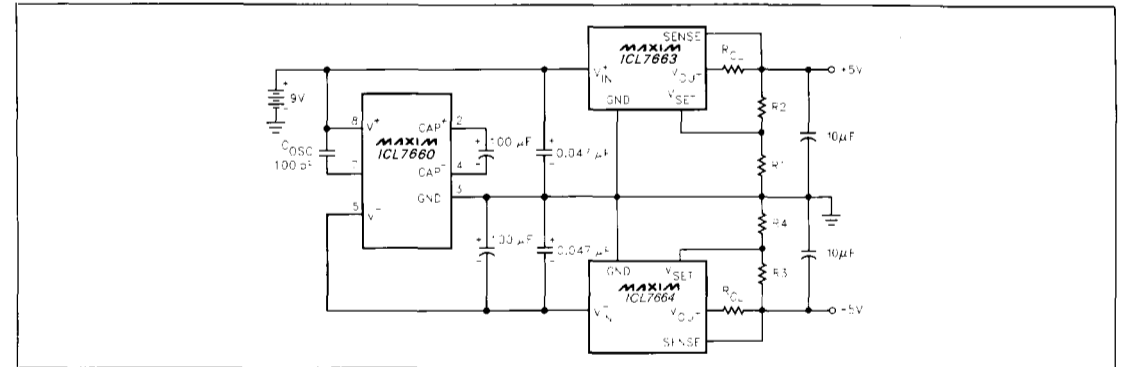 SENSE
MAXIM
ICL7663
V+IN
VOUT
RCL
+5V
GND
VSET
R2
R1
10µF
9V
8
V+
CAP+
2
COSC
100 pF
MAXIM
ICL7660
100 µF
0.047 µF
7
CAP-
4
GND
3
5
V-
100 µF
0.047 µF
R4
R3
10µF
GND
VSET
MAXIM
ICL7664
V-IN
VOUT
RCL
-5V
SENSE